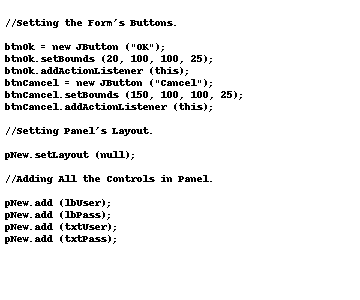 //Setting the Form's Buttons.
btnOk = new JButton ("OK");
btnOk.setBounds (20, 100, 100, 25);
btnOk.addActionListener (this);
btnCancel = new JButton ("Cancel");
btnCancel.setBounds (150, 100, 100, 25);
btnCancel.addActionListener (this);
//Setting Panel's Layout.
pNew.setLayout (null);
//Adding All the Controls in Panel.
pNew.add (lbUser);
pNew.add (lbPass);
pNew.add (txtUser);
pNew.add (txtPass);